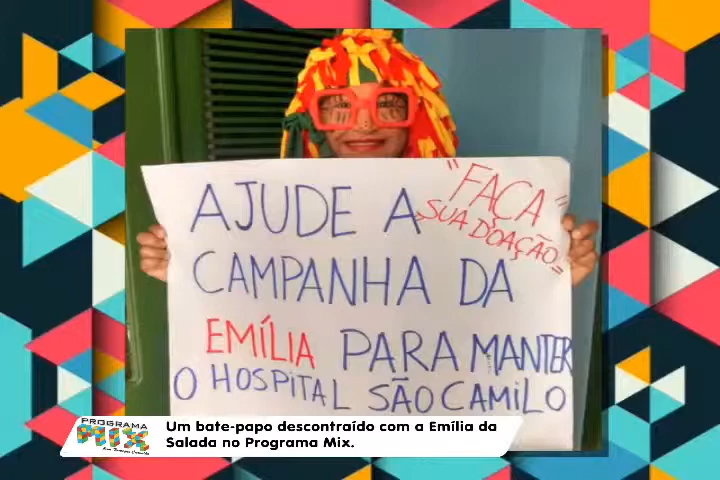 "FAÇA"
SUA DOAÇÃO"
AJUDE A
CAMPANHA DA
EMÍLIA PARA MANTER
O HOSPITAL SÃO CAMILO
PROGRAMA
MIX
Um bate-papo descontraído com a Emília da
Salada no Programa Mix.